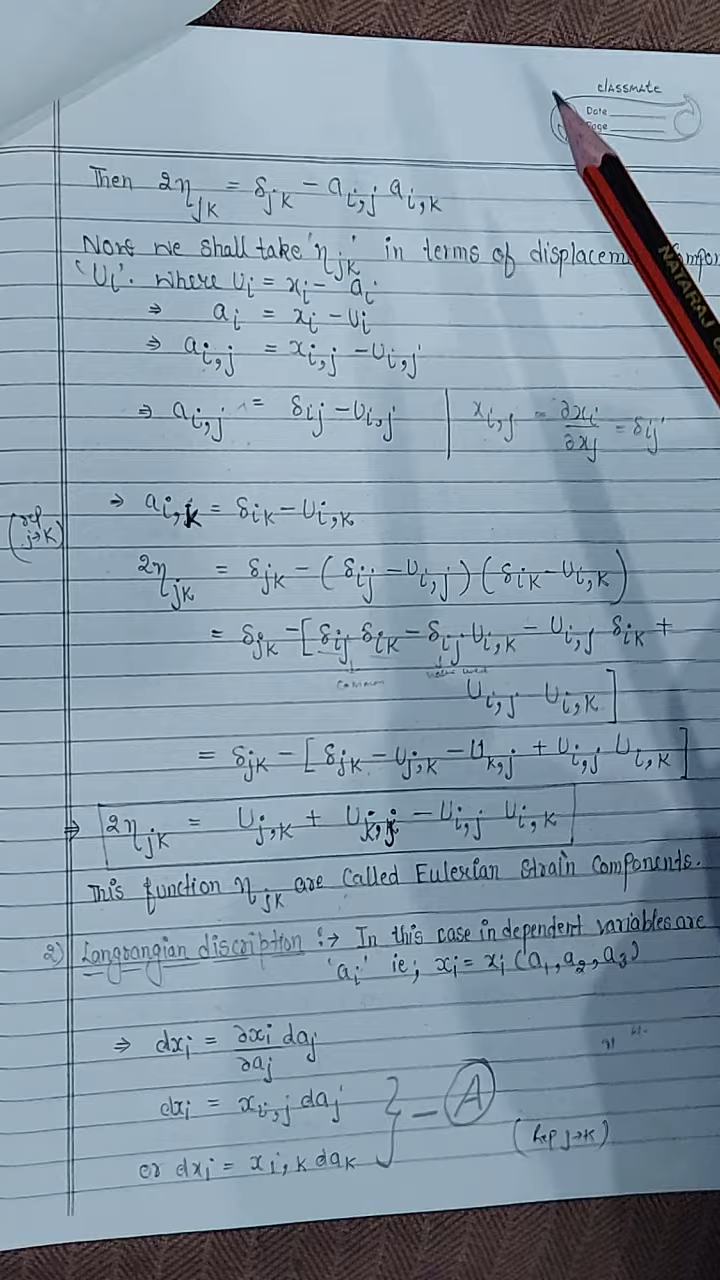 classmate
Date
Page
Then 2η_jk = δ_jk − a_i,j a_i,k
Now we shall take 'η_jk' in terms of displacem
'U_i'. where U_i = x_i − a_i
⇒ a_i = x_i − U_i
⇒ a_i,j = x_i,j − U_i,j
⇒ a_i,j = δ_ij − U_i,j | x_i,j = ∂x_i/∂x_j = δ_ij
(rep j→k) ⇒ a_i,k = δ_ik − U_i,k
2η_jk = δ_jk − (δ_ij − U_i,j)(δ_ik − U_i,k)
= δ_jk − [δ_ij δ_ik − δ_ij U_i,k − U_i,j δ_ik +
Common
U_i,j U_i,k]
= δ_jk − [δ_jk − U_j,k − U_k,j + U_i,j U_i,k]
⇒ 2η_jk = U_j,k + U_k,j − U_i,j U_i,k
This function η_jk are called Eulerian Strain Components.
2) Langrangian discription :→ In this case independent variables are
'a_i' ie; x_i = x_i (a_1, a_2, a_3)
⇒ dx_i = ∂x_i/∂a_j da_j
dx_i = x_i,j da_j } − Ⓐ
or dx_i = x_i,k da_k (Rep j→k)
NATARAJ